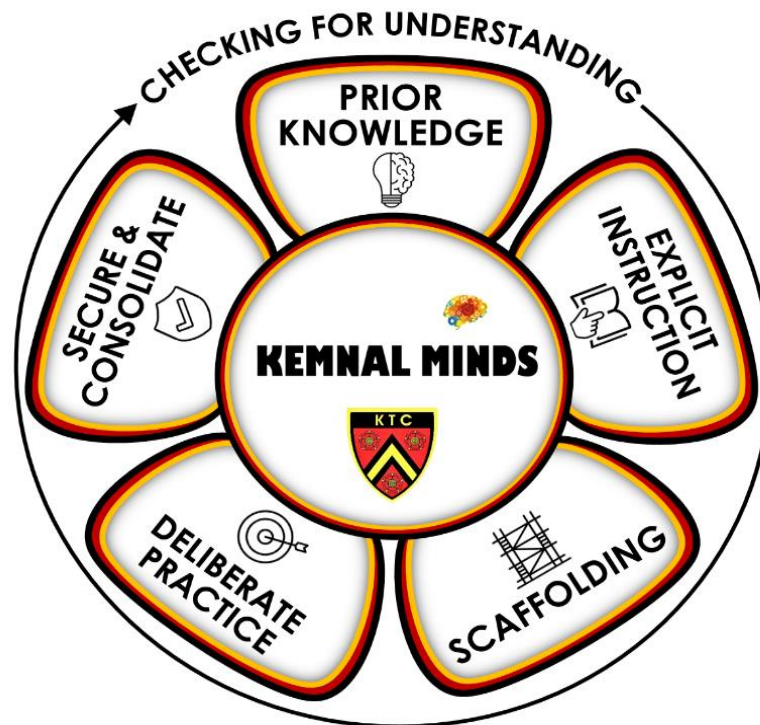 CHECKING FOR UNDERSTANDING
PRIOR
KNOWLEDGE
EXPLICIT
INSTRUCTION
SCAFFOLDING
DELIBERATE
PRACTICE
SECURE &
CONSOLIDATE
KEMNAL MINDS
KTC